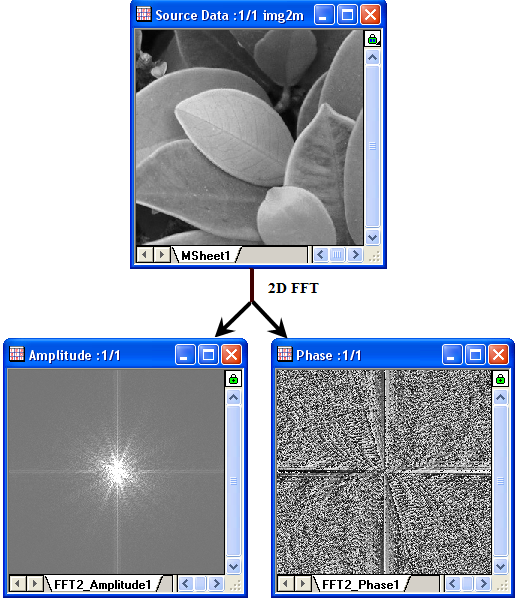 Source Data :1/1 img2m
MSheet1
2D FFT
Amplitude :1/1
Phase :1/1
FFT2_Amplitude1
FFT2_Phase1